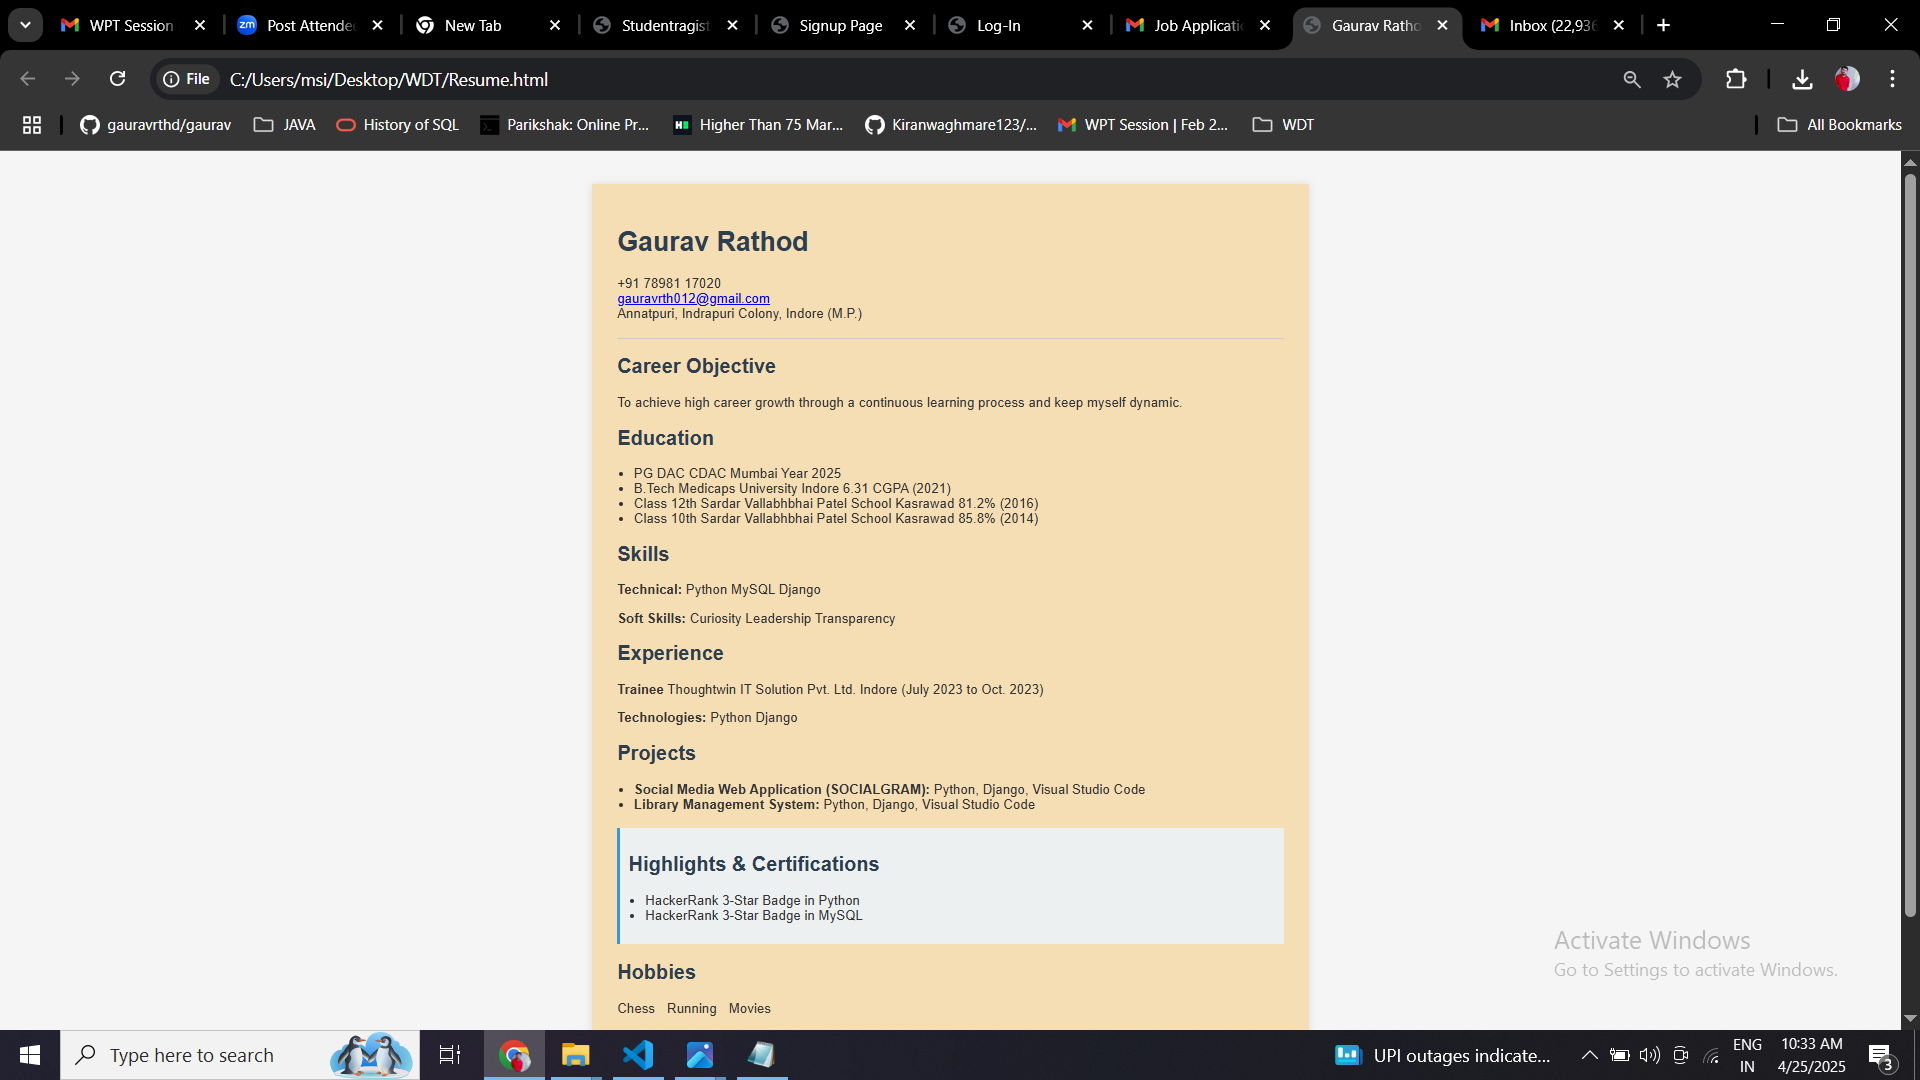 WPT Session
Post Attende
New Tab
Studentragist
Signup Page
Log-In
Job Applicati
Gaurav Ratho
Inbox (22,936
File
C:/Users/msi/Desktop/WDT/Resume.html
gauravrthd/gaurav
JAVA
History of SQL
Parikshak: Online Pr...
Higher Than 75 Mar...
Kiranwaghmare123/...
WPT Session | Feb 2...
WDT
All Bookmarks
Gaurav Rathod
+91 78981 17020
gauravrth012@gmail.com
Annatpuri, Indrapuri Colony, Indore (M.P.)
Career Objective
To achieve high career growth through a continuous learning process and keep myself dynamic.
Education
• PG DAC CDAC Mumbai Year 2025
• B.Tech Medicaps University Indore 6.31 CGPA (2021)
• Class 12th Sardar Vallabhbhai Patel School Kasrawad 81.2% (2016)
• Class 10th Sardar Vallabhbhai Patel School Kasrawad 85.8% (2014)
Skills
Technical: Python MySQL Django
Soft Skills: Curiosity Leadership Transparency
Experience
Trainee Thoughtwin IT Solution Pvt. Ltd. Indore (July 2023 to Oct. 2023)
Technologies: Python Django
Projects
• Social Media Web Application (SOCIALGRAM): Python, Django, Visual Studio Code
• Library Management System: Python, Django, Visual Studio Code
Highlights & Certifications
• HackerRank 3-Star Badge in Python
• HackerRank 3-Star Badge in MySQL
Hobbies
Chess Running Movies
Activate Windows
Go to Settings to activate Windows.
Type here to search
UPI outages indicate...
ENG
IN
10:33 AM
4/25/2025
3